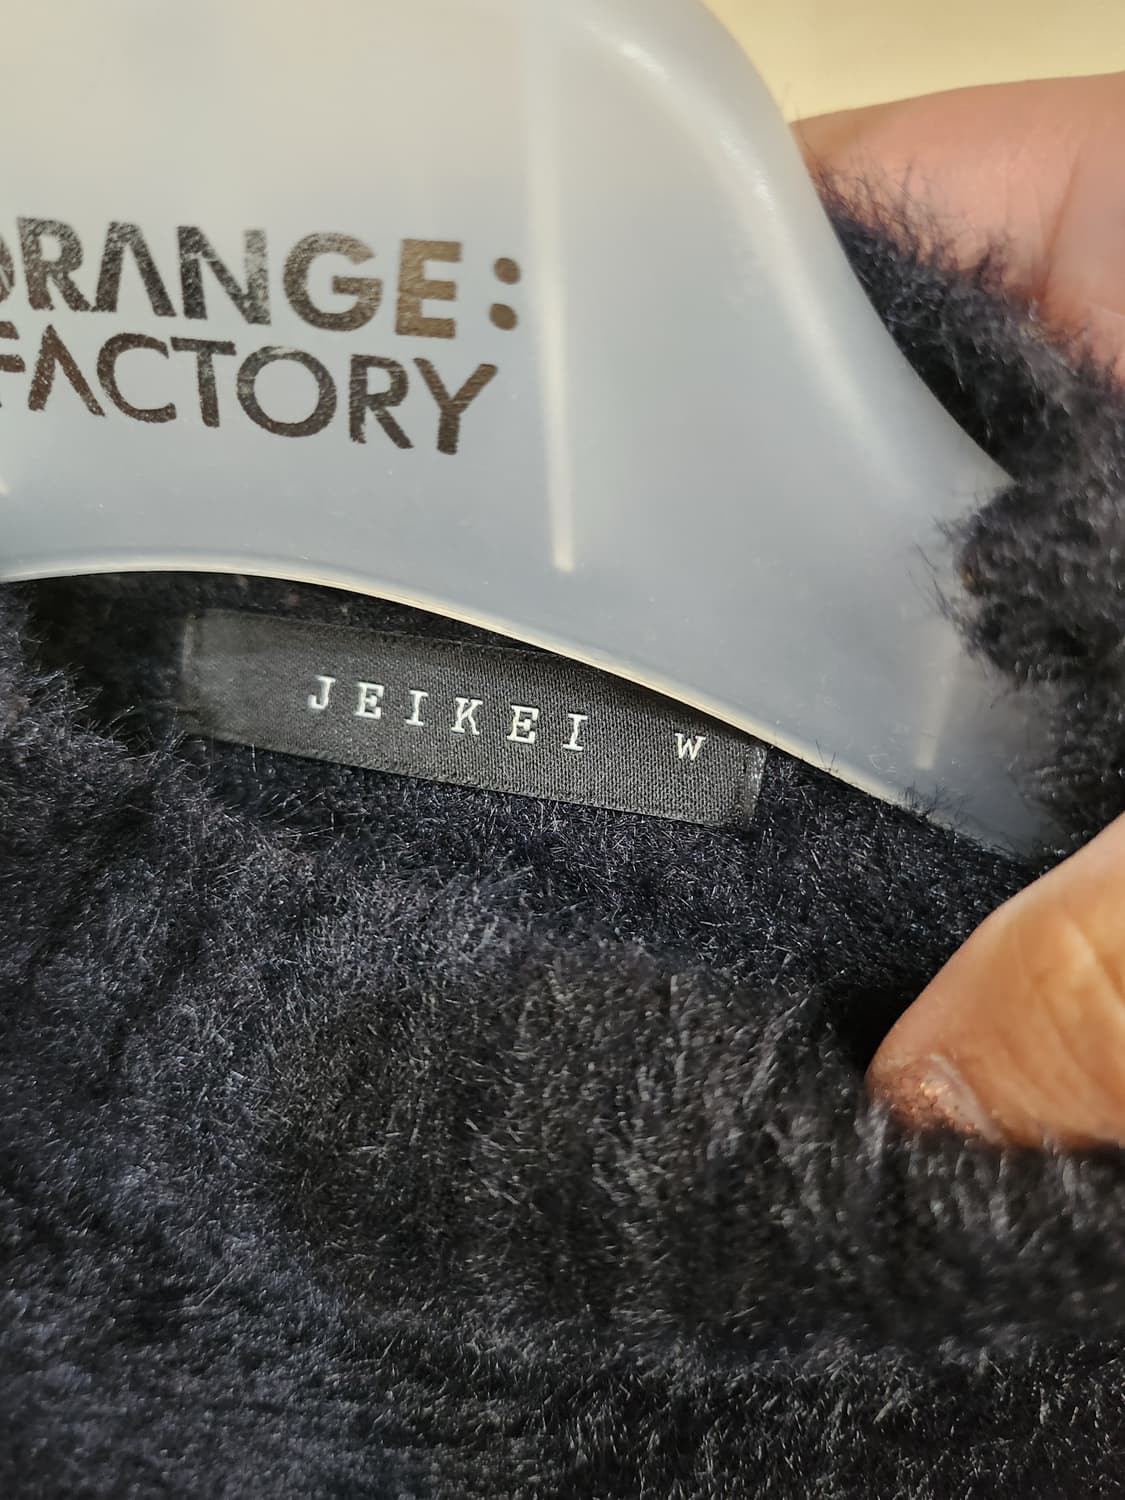 ORANGE:
FACTORY
JEIKEI W